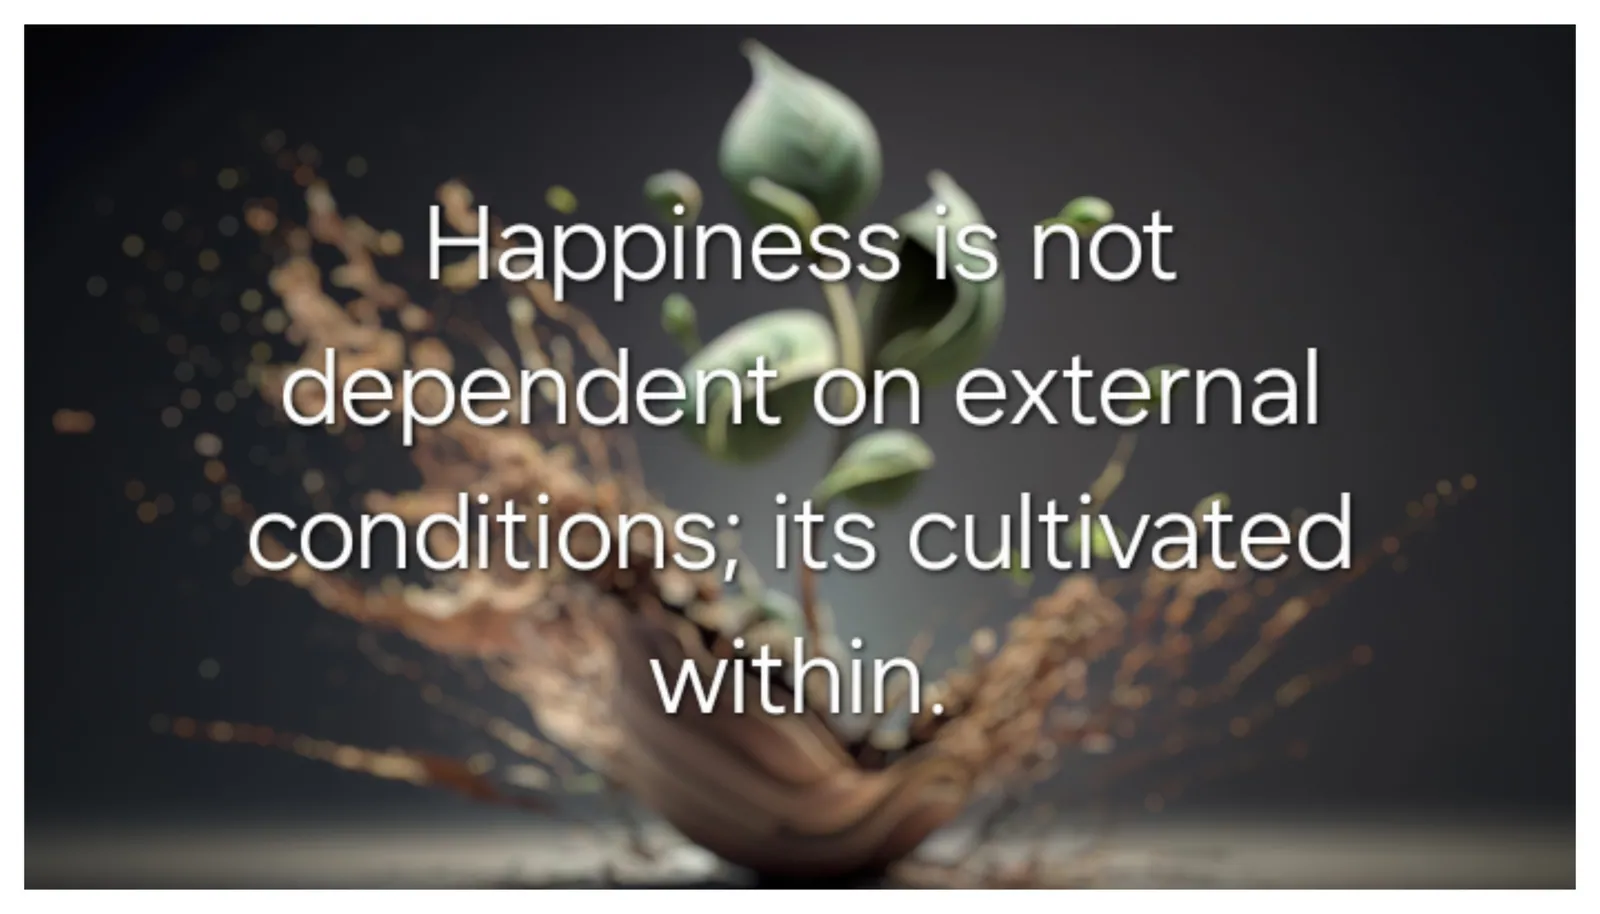 Happiness is not
dependent on external
conditions; its cultivated
within.